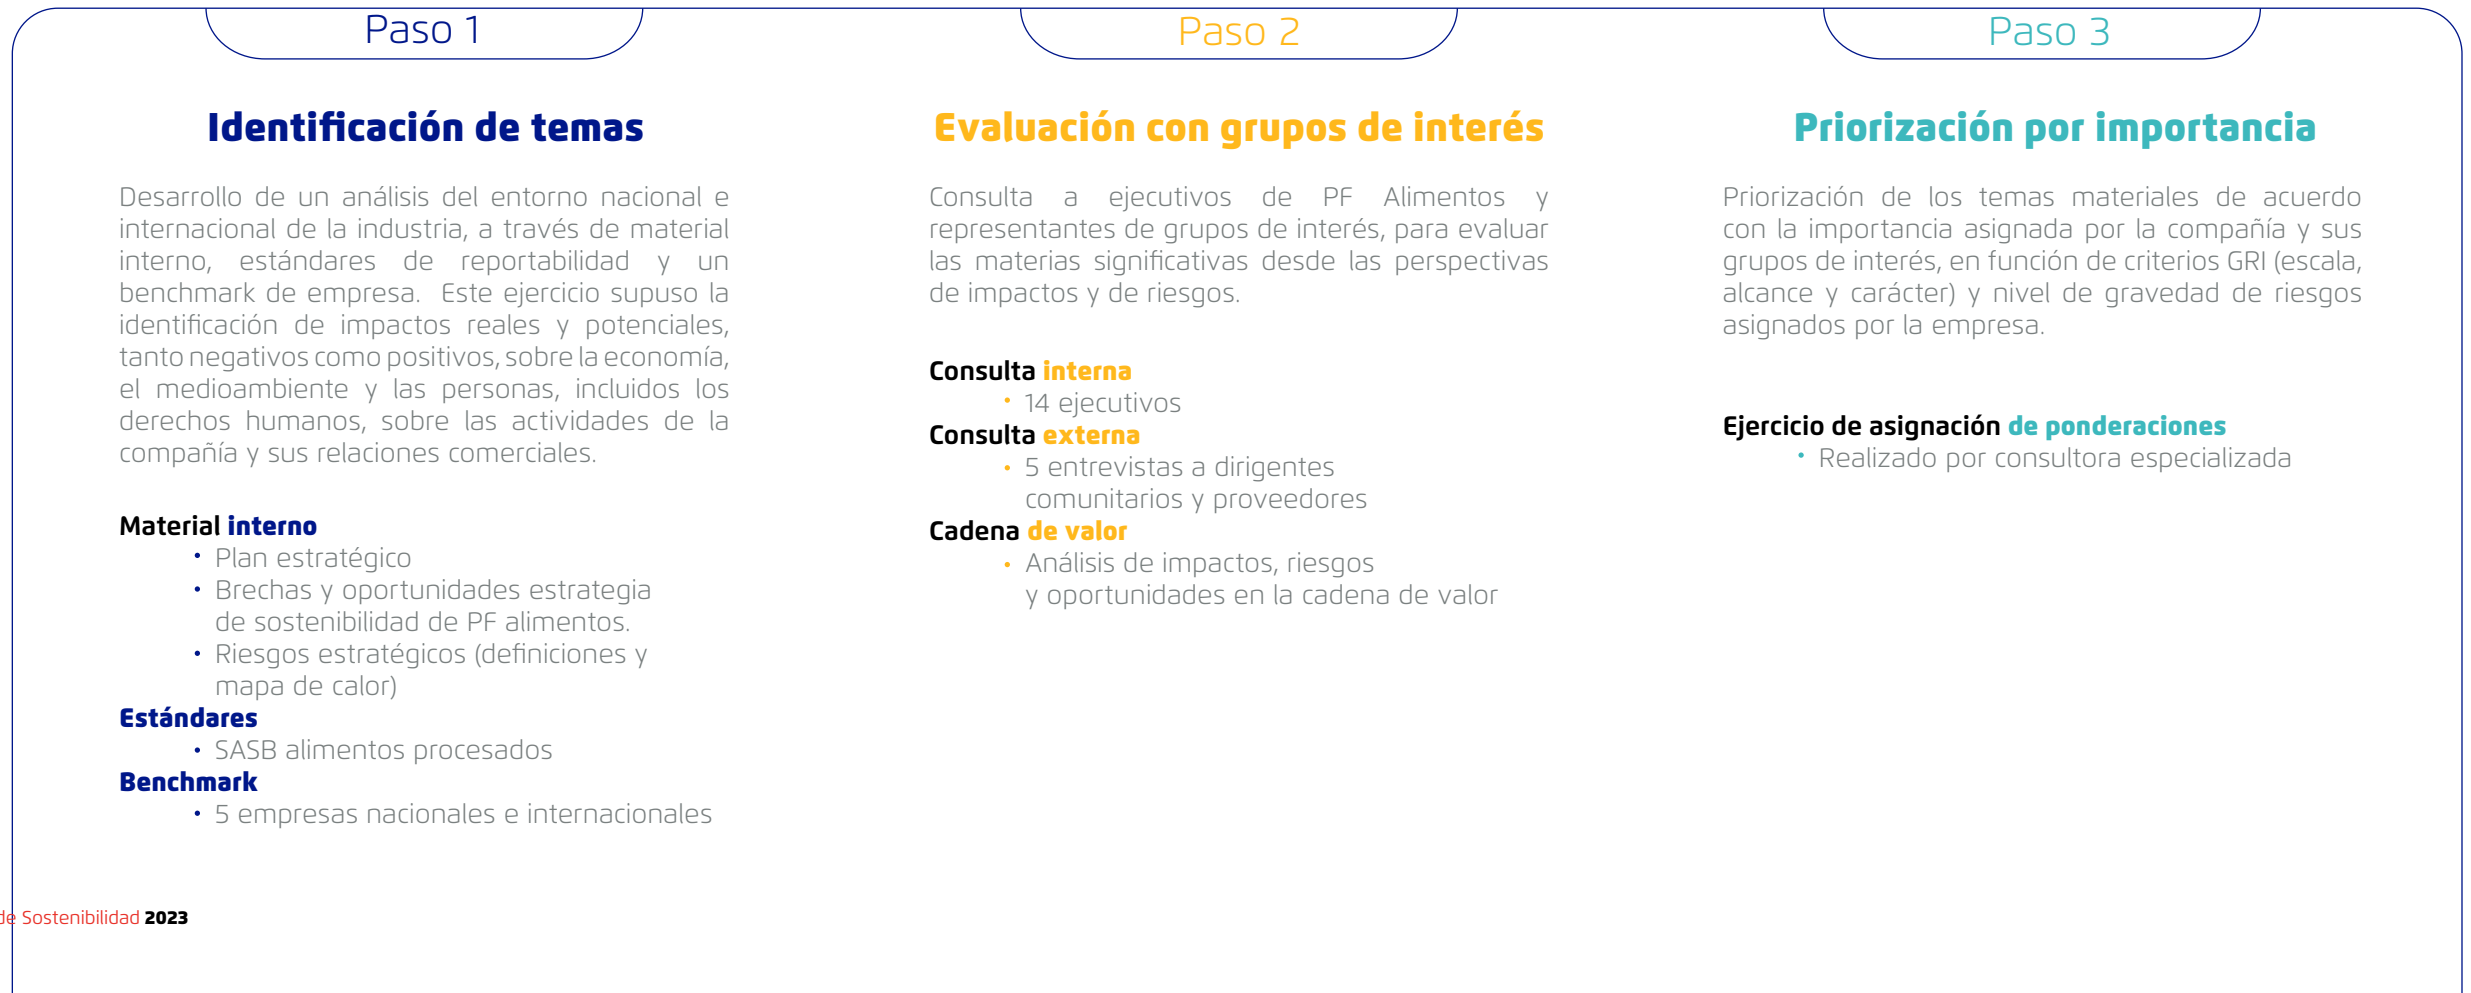 Paso 1
Identificación de temas
Desarrollo de un análisis del entorno nacional e
internacional de la industria, a través de material
interno, estándares de reportabilidad y un
benchmark de empresa. Este ejercicio supuso la
identificación de impactos reales y potenciales,
tanto negativos como positivos, sobre la economía,
el medioambiente y las personas, incluidos los
derechos humanos, sobre las actividades de la
compañía y sus relaciones comerciales.
Material interno
• Plan estratégico
• Brechas y oportunidades estrategia
de sostenibilidad de PF alimentos.
• Riesgos estratégicos (definiciones y
mapa de calor)
Estándares
• SASB alimentos procesados
Benchmark
• 5 empresas nacionales e internacionales
Paso 2
Evaluación con grupos de interés
Consulta a ejecutivos de PF Alimentos y
representantes de grupos de interés, para evaluar
las materias significativas desde las perspectivas
de impactos y de riesgos.
Consulta interna
• 14 ejecutivos
Consulta externa
• 5 entrevistas a dirigentes
comunitarios y proveedores
Cadena de valor
• Análisis de impactos, riesgos
y oportunidades en la cadena de valor
Paso 3
Priorización por importancia
Priorización de los temas materiales de acuerdo
con la importancia asignada por la compañía y sus
grupos de interés, en función de criterios GRI (escala,
alcance y carácter) y nivel de gravedad de riesgos
asignados por la empresa.
Ejercicio de asignación de ponderaciones
• Realizado por consultora especializada
de Sostenibilidad 2023